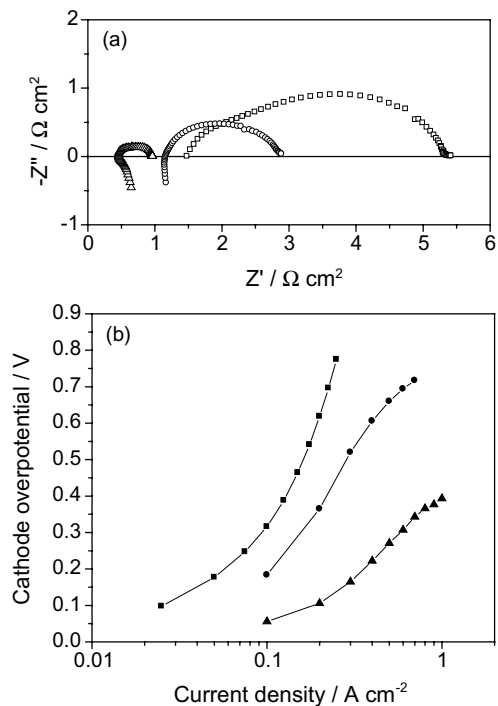 (a)
2
1
0
-1
-Z'' / Ω cm²
0 1 2 3 4 5 6
Z' / Ω cm²
(b)
0.9
0.8
0.7
0.6
0.5
0.4
0.3
0.2
0.1
0.0
Cathode overpotential / V
0.01 0.1 1
Current density / A cm⁻²